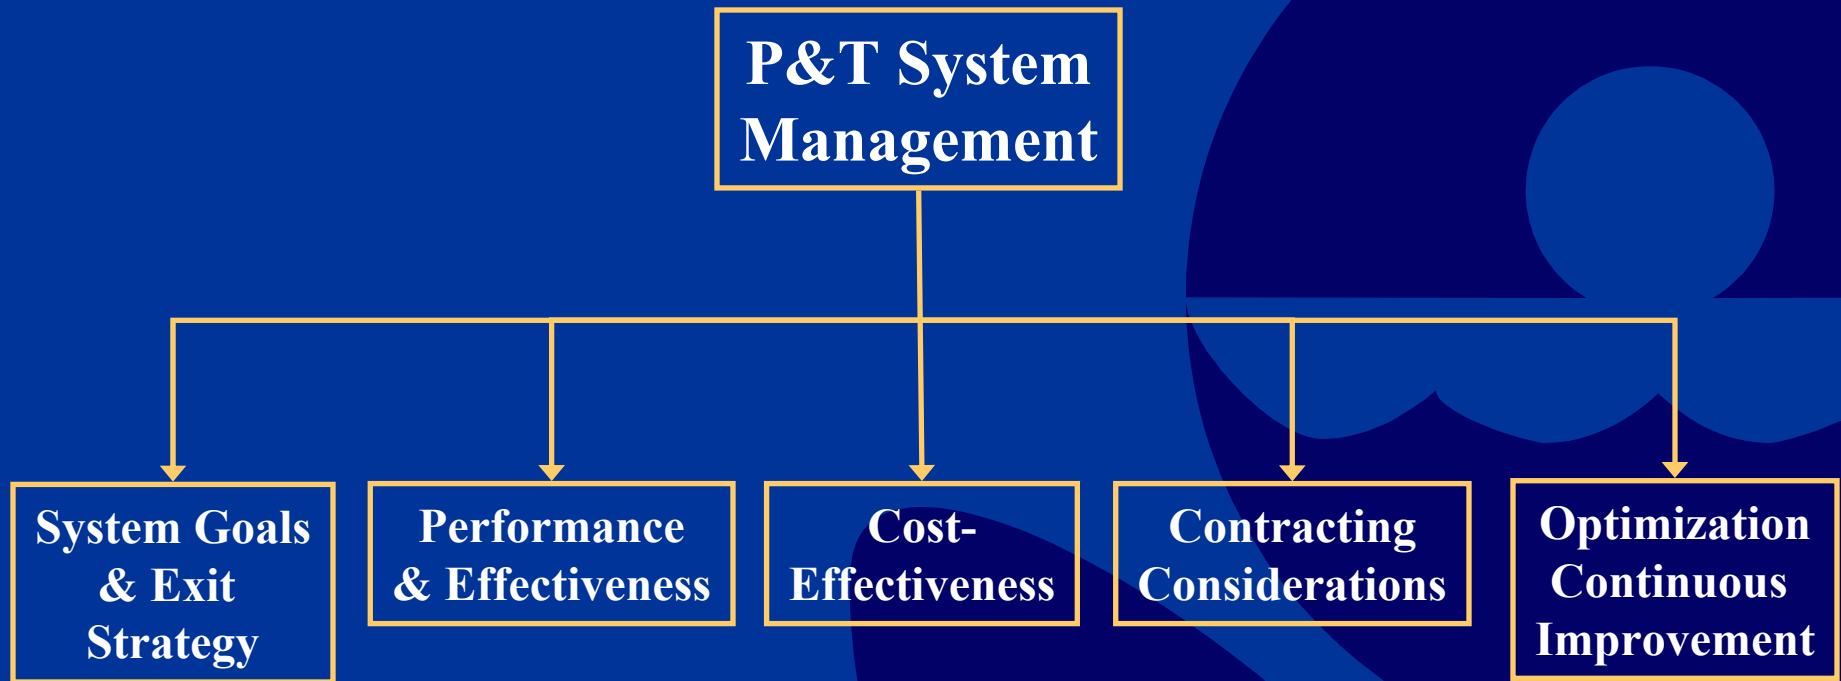 P&T System
Management
System Goals
& Exit
Strategy
Performance
& Effectiveness
Cost-
Effectiveness
Contracting
Considerations
Optimization
Continuous
Improvement